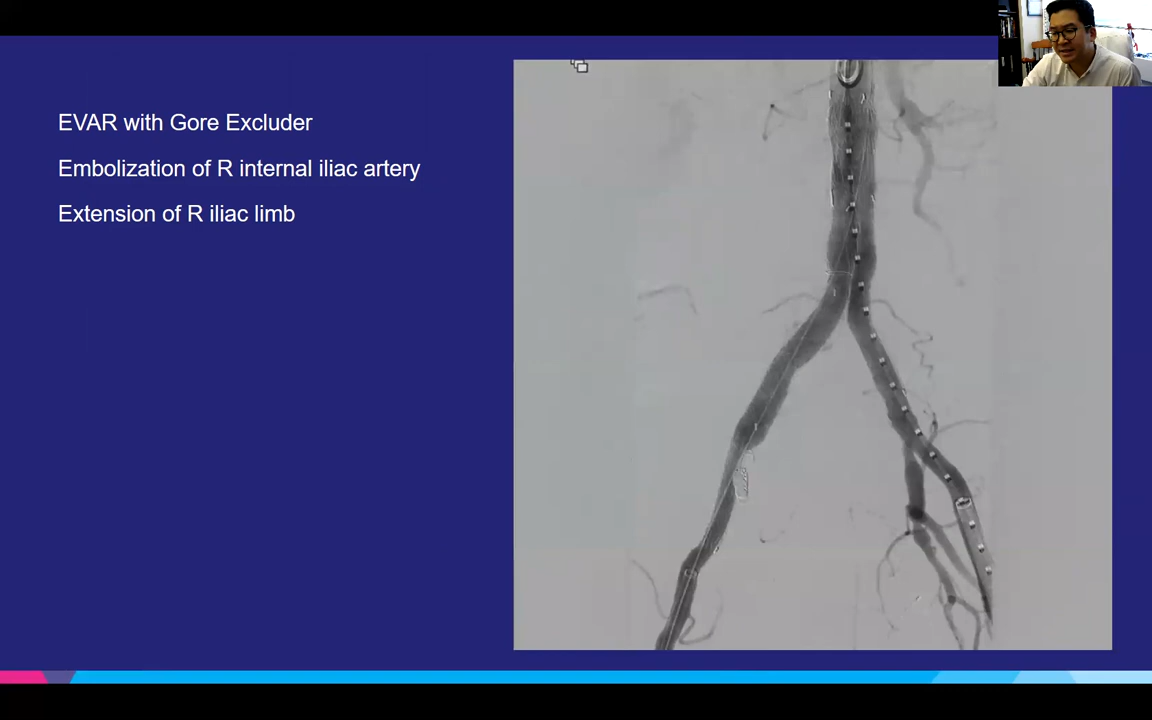 EVAR with Gore Excluder
Embolization of R internal iliac artery
Extension of R iliac limb